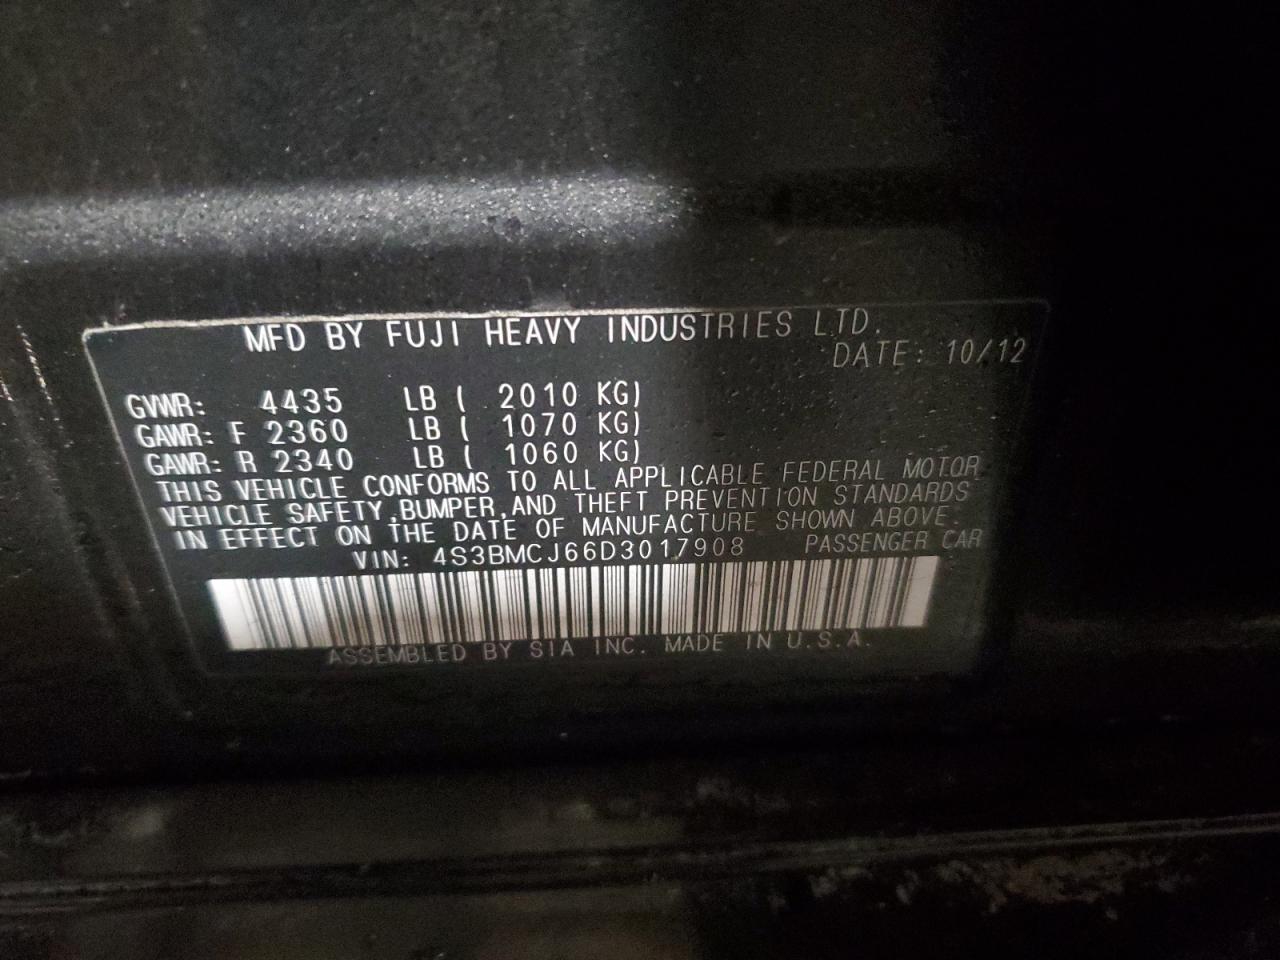 MFD BY FUJI HEAVY INDUSTRIES LTD.
DATE: 10/12
GVWR: 4435 LB ( 2010 KG)
GAWR: F 2360 LB ( 1070 KG)
GAWR: R 2340 LB ( 1060 KG)
THIS VEHICLE CONFORMS TO ALL APPLICABLE FEDERAL MOTOR
VEHICLE SAFETY,BUMPER,AND THEFT PREVENTION STANDARDS
IN EFFECT ON THE DATE OF MANUFACTURE SHOWN ABOVE.
VIN: 4S3BMCJ66D3017908 PASSENGER CAR
ASSEMBLED BY SIA INC. MADE IN U.S.A.